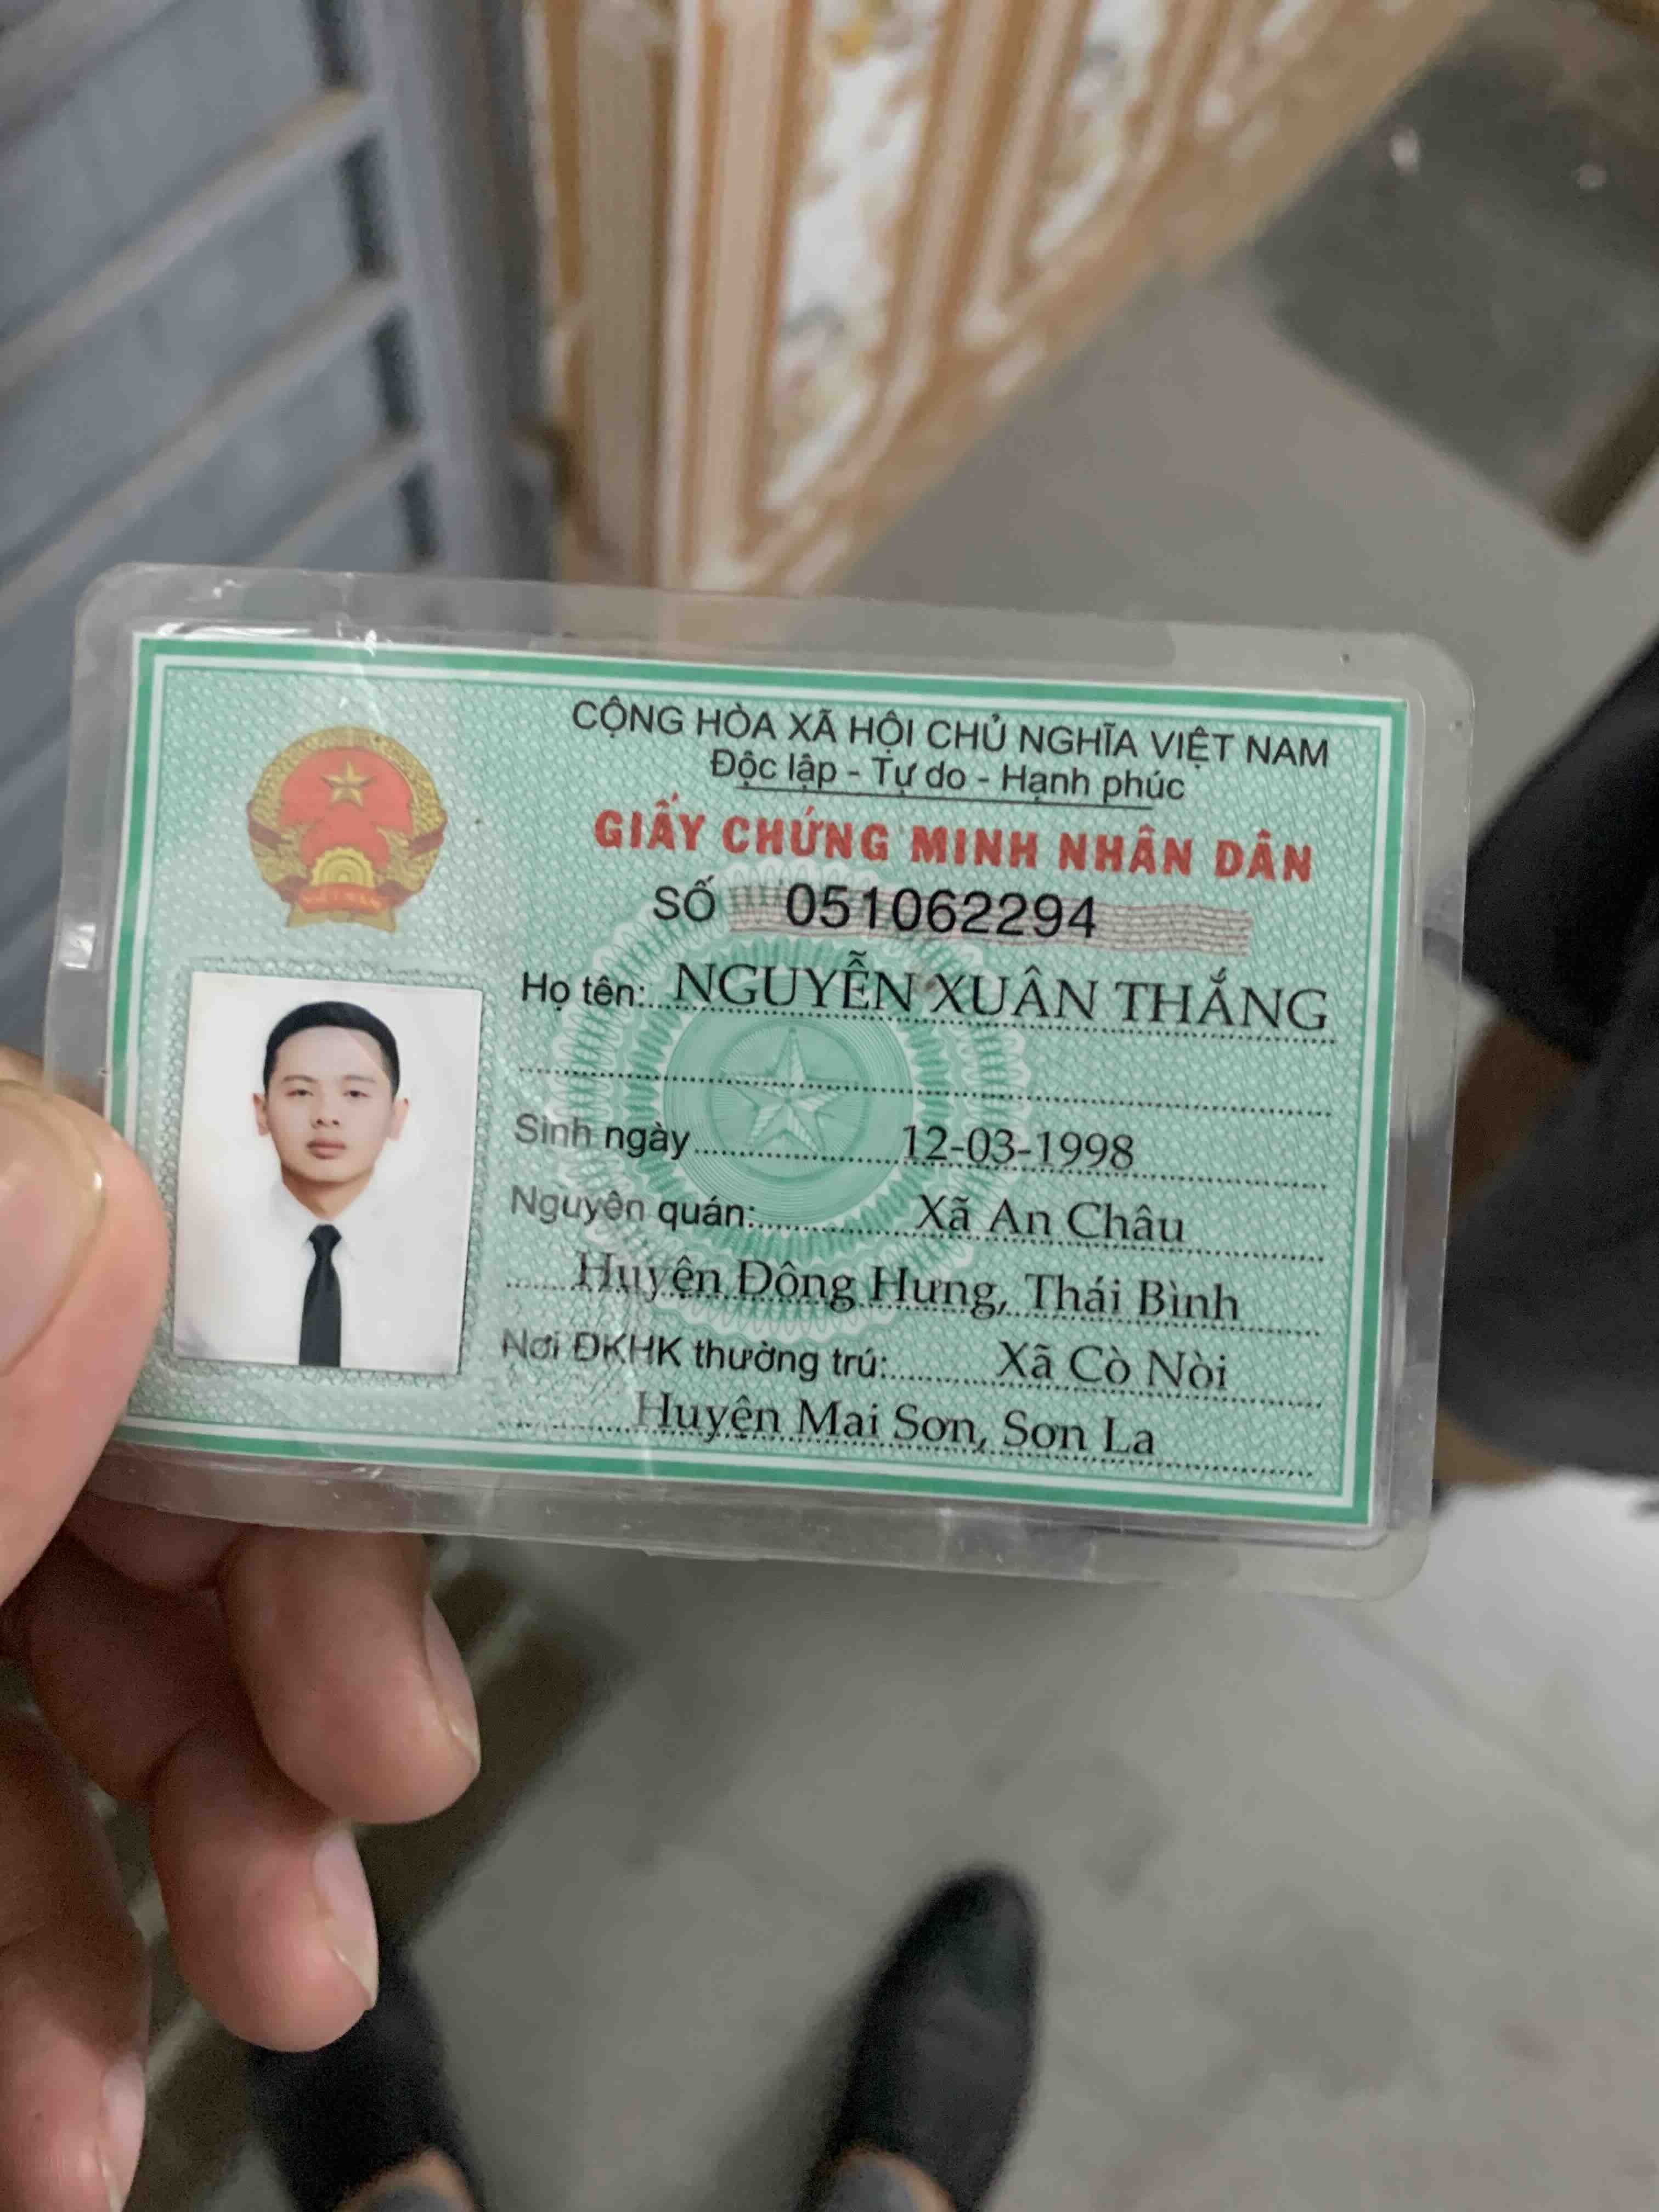 CỘNG HÒA XÃ HỘI CHỦ NGHĨA VIỆT NAM
Độc lập - Tự do - Hạnh phúc
GIẤY CHỨNG MINH NHÂN DÂN
SỐ 051062294
Họ tên: NGUYỄN XUÂN THẮNG
Sinh ngày 12-03-1998
Nguyên quán: Xã An Châu
Huyện Đông Hưng, Thái Bình
Nơi ĐKHK thường trú: Xã Cò Nòi
Huyện Mai Sơn, Sơn La
VIỆT NAM